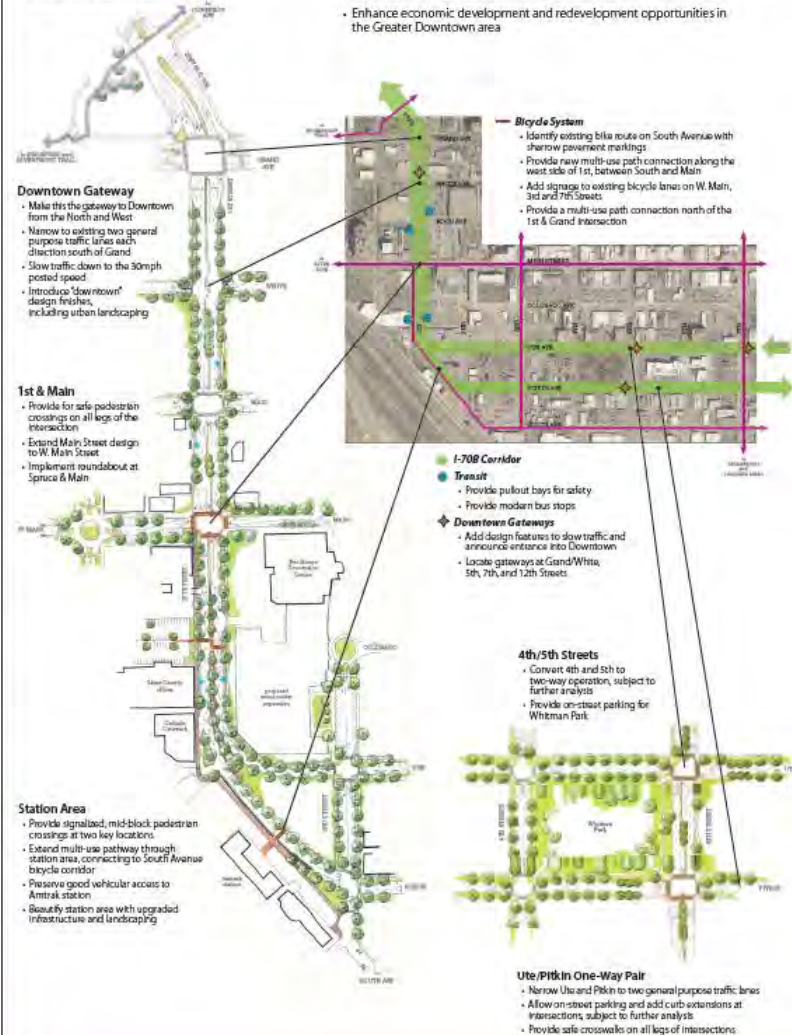 • Enhance economic development and redevelopment opportunities in
the Greater Downtown area
Bicycle System
• Identify existing bike route on South Avenue with
sharrow pavement markings
• Provide new multi-use path connection along the
west side of 1st, between South and Main
• Add signage to existing bicycle lanes on W. Main,
3rd and 7th Streets
• Provide a multi-use path connection north of the
1st & Grand intersection
Downtown Gateway
• Make this the gateway to Downtown
from the North and West
• Narrow to existing two general
purpose traffic lanes each
direction south of Grand
• Slow traffic down to the 30mph
posted speed
• Introduce "downtown"
design finishes,
including urban landscaping
GRAND
AVE
WHITE
1st & Main
• Provide for safe pedestrian
crossings on all legs of the
intersection
• Extend Main Street design
to W. Main Street
• Implement roundabout at
Spruce & Main
I-70B Corridor
Transit
• Provide pullout bays for safety
• Provide modern bus stops
Downtown Gateways
• Add design features to slow traffic and
announce entrance into Downtown
• Locate gateways at Grand/White,
5th, 7th, and 12th Streets
MAIN
COLORADO
4th/5th Streets
• Convert 4th and 5th to
two-way operation, subject to
further analysis
• Provide on-street parking for
Whitman Park
Whitman
Park
UTE
PITKIN
SOUTH AVE
Station Area
• Provide signalized, mid-block pedestrian
crossings at two key locations
• Extend multi-use pathway through
station area, connecting to South Avenue
bicycle corridor
• Preserve good vehicular access to
Amtrak station
• Beautify station area with upgraded
infrastructure and landscaping
Ute/Pitkin One-Way Pair
• Narrow Ute and Pitkin to two general purpose traffic lanes
• Allow on-street parking and add curb extensions at
intersections, subject to further analysis
• Provide safe crosswalks on all legs of intersections